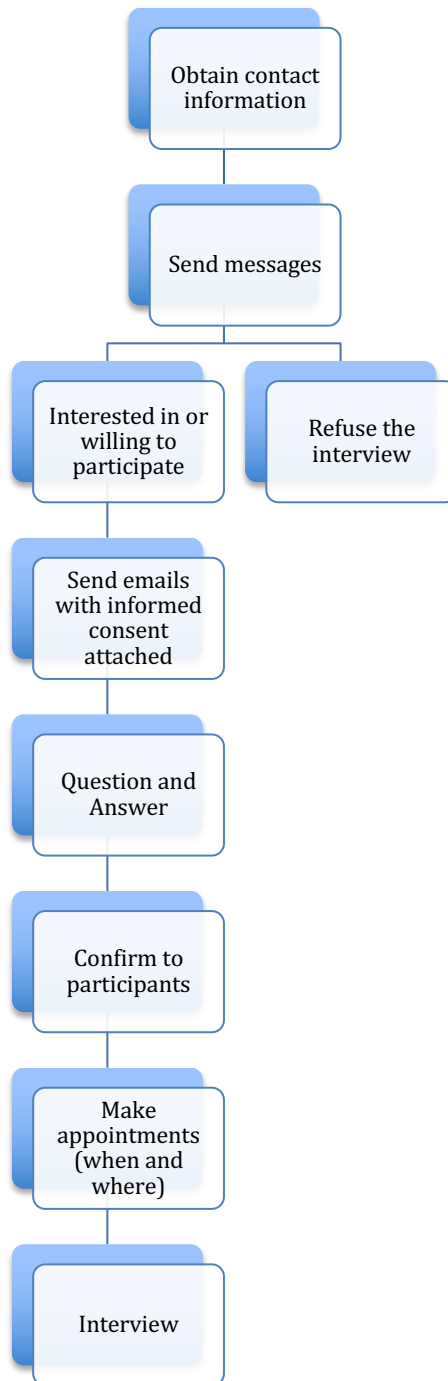 Obtain contact
information
Send messages
Interested in or
willing to
participate
Refuse the
interview
Send emails
with informed
consent
attached
Question and
Answer
Confirm to
participants
Make
appointments
(when and
where)
Interview